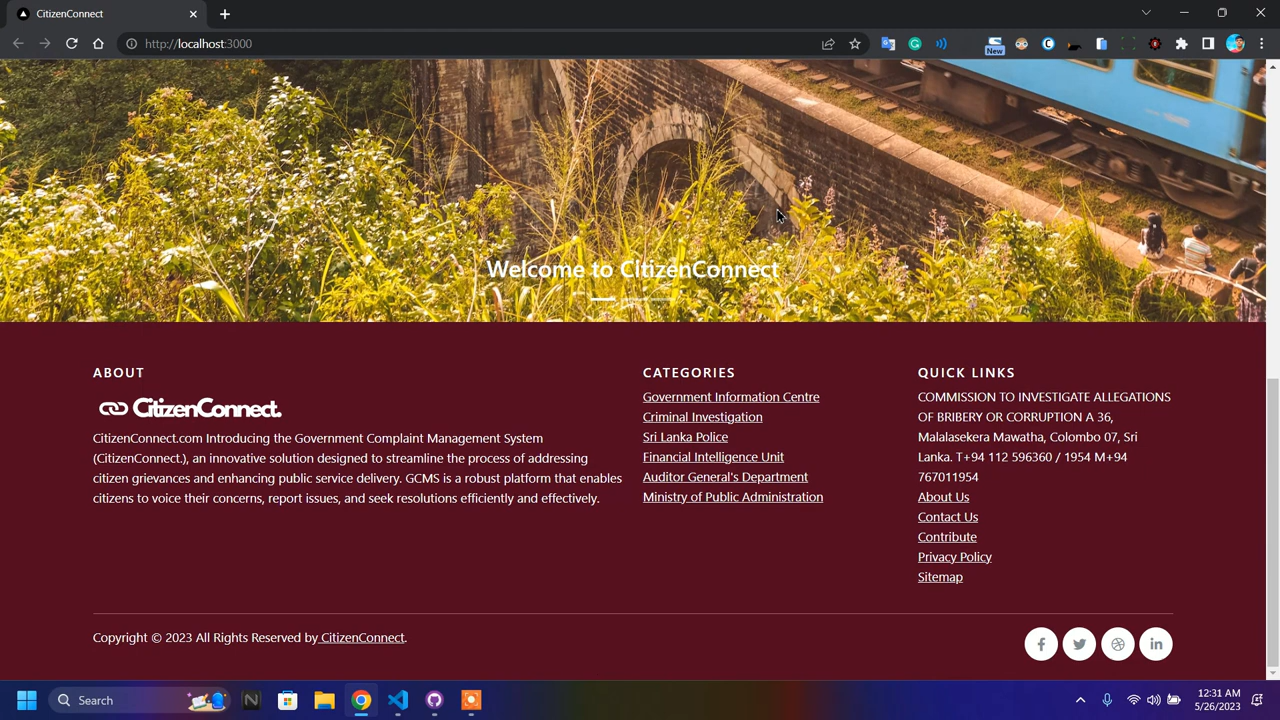 CitizenConnect
http://localhost:3000
New
Welcome to CitizenConnect
ABOUT
CitizenConnect.
CitizenConnect.com Introducing the Government Complaint Management System
(CitizenConnect.), an innovative solution designed to streamline the process of addressing
citizen grievances and enhancing public service delivery. GCMS is a robust platform that enables
citizens to voice their concerns, report issues, and seek resolutions efficiently and effectively.
CATEGORIES
Government Information Centre
Criminal Investigation
Sri Lanka Police
Financial Intelligence Unit
Auditor General's Department
Ministry of Public Administration
QUICK LINKS
COMMISSION TO INVESTIGATE ALLEGATIONS
OF BRIBERY OR CORRUPTION A 36,
Malalasekera Mawatha, Colombo 07, Sri
Lanka. T+94 112 596360 / 1954 M+94
767011954
About Us
Contact Us
Contribute
Privacy Policy
Sitemap
Copyright © 2023 All Rights Reserved by CitizenConnect.
Search
12:31 AM
5/26/2023